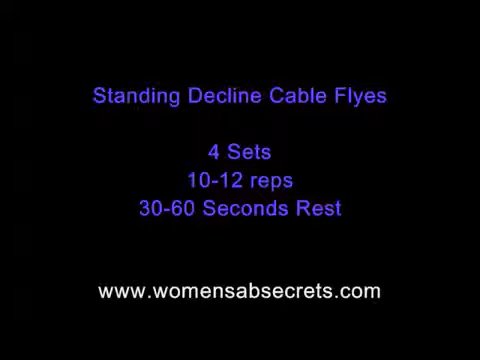 Standing Decline Cable Flyes
4 Sets
10-12 reps
30-60 Seconds Rest
www.womensabsecrets.com